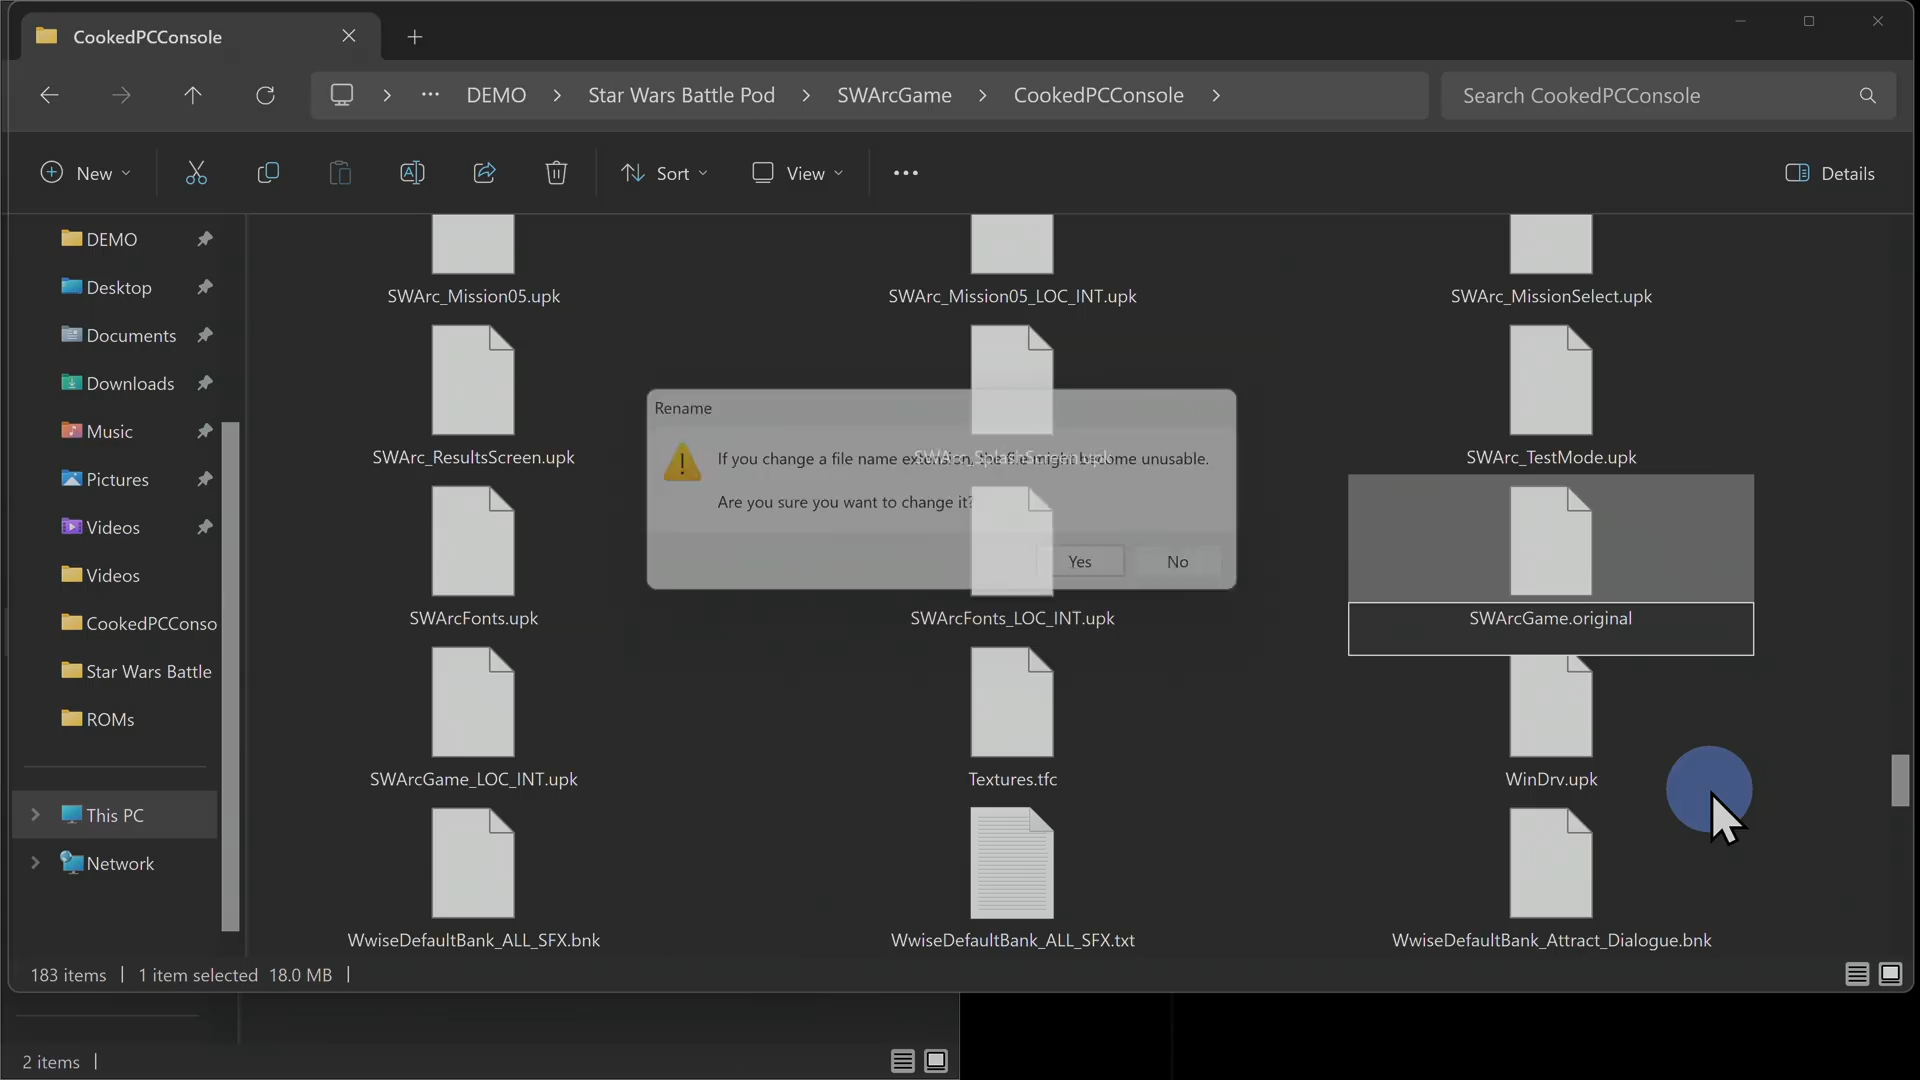 CookedPCConsole
DEMO > Star Wars Battle Pod > SWArcGame > CookedPCConsole >
Search CookedPCConsole
New
Sort
View
Details
DEMO
Desktop
Documents
Downloads
Music
Pictures
Videos
Videos
CookedPCConso
Star Wars Battle
ROMs
This PC
Network
SWArc_Mission05.upk
SWArc_Mission05_LOC_INT.upk
SWArc_MissionSelect.upk
SWArc_ResultsScreen.upk
SWArc_SplashScreen.upk
SWArc_TestMode.upk
Rename
If you change a file name extension, the file might become unusable.
Are you sure you want to change it?
Yes
No
SWArcFonts.upk
SWArcFonts_LOC_INT.upk
SWArcGame.original
SWArcGame_LOC_INT.upk
Textures.tfc
WinDrv.upk
WwiseDefaultBank_ALL_SFX.bnk
WwiseDefaultBank_ALL_SFX.txt
WwiseDefaultBank_Attract_Dialogue.bnk
183 items | 1 item selected 18.0 MB |
2 items |